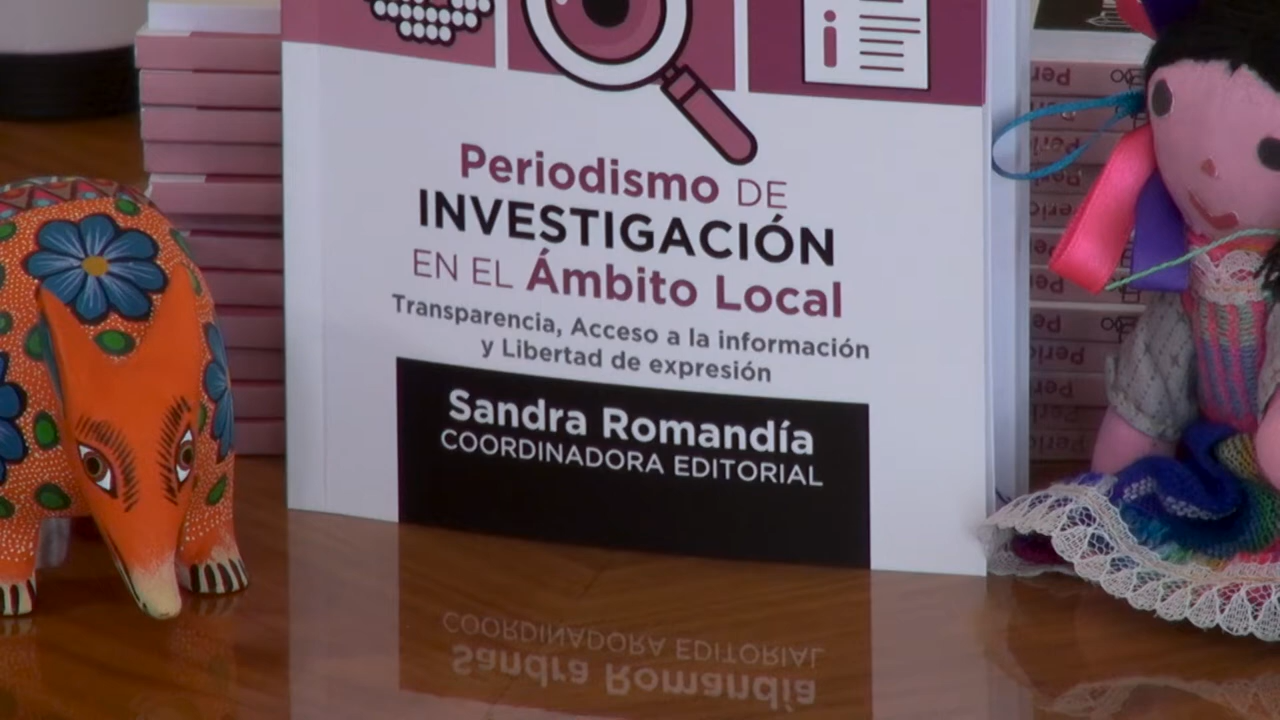 Periodismo DE
INVESTIGACIÓN
EN EL Ámbito Local
Transparencia, Acceso a la información
y Libertad de expresión
Sandra Romandía
COORDINADORA EDITORIAL